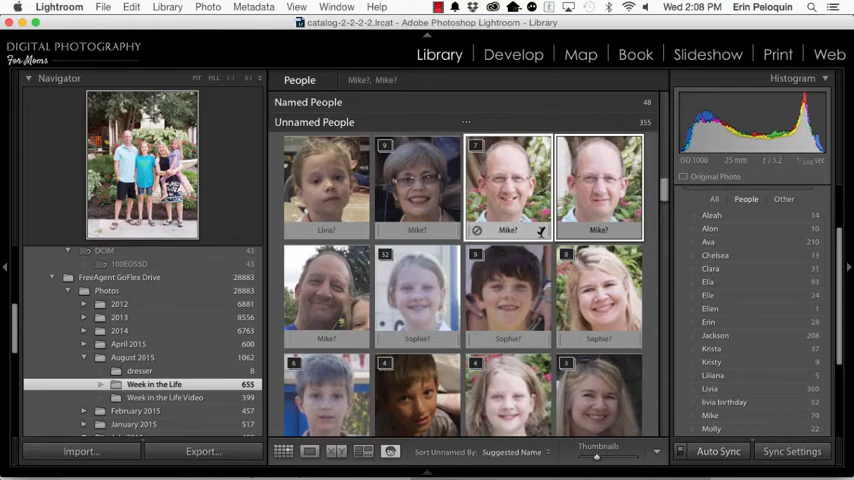 Lightroom File Edit Library Photo Metadata View Window Help Wed 2:08 PM Erin Peloquin
catalog-2-2-2-2.lrcat - Adobe Photoshop Lightroom - Library
DIGITAL PHOTOGRAPHY
For Moms
Library Develop Map Book Slideshow Print Web
Navigator FIT FILL 1:1 3:1
People Mike?, Mike?
Histogram
Named People 48
Unnamed People 355
9 7
Livia? Mike? Mike? Mike?
32 9 8
Mike? Sophie? Sophie? Sophie?
6 4 4 3
ISO 1000 25 mm f / 3.2
Original Photo
All People Other
Aleah 14
Alon 10
Ava 210
Chelsea 13
Clara 31
Ella 93
Elle 24
Ellen 1
Erin 28
Jackson 208
Krista 37
Kristy 9
Liliana 5
Livia 360
livia birthday 52
Mike 70
Molly 22
DCIM 43
100EOS5D 43
FreeAgent GoFlex Drive 28883
Photos 28883
2012 6881
2013 8556
2014 6763
April 2015 600
August 2015 1062
dresser 8
Week in the Life 655
Week in the Life Video 399
February 2015 457
January 2015 517
Import... Export...
Sort Unnamed By: Suggested Name Thumbnails
Auto Sync Sync Settings